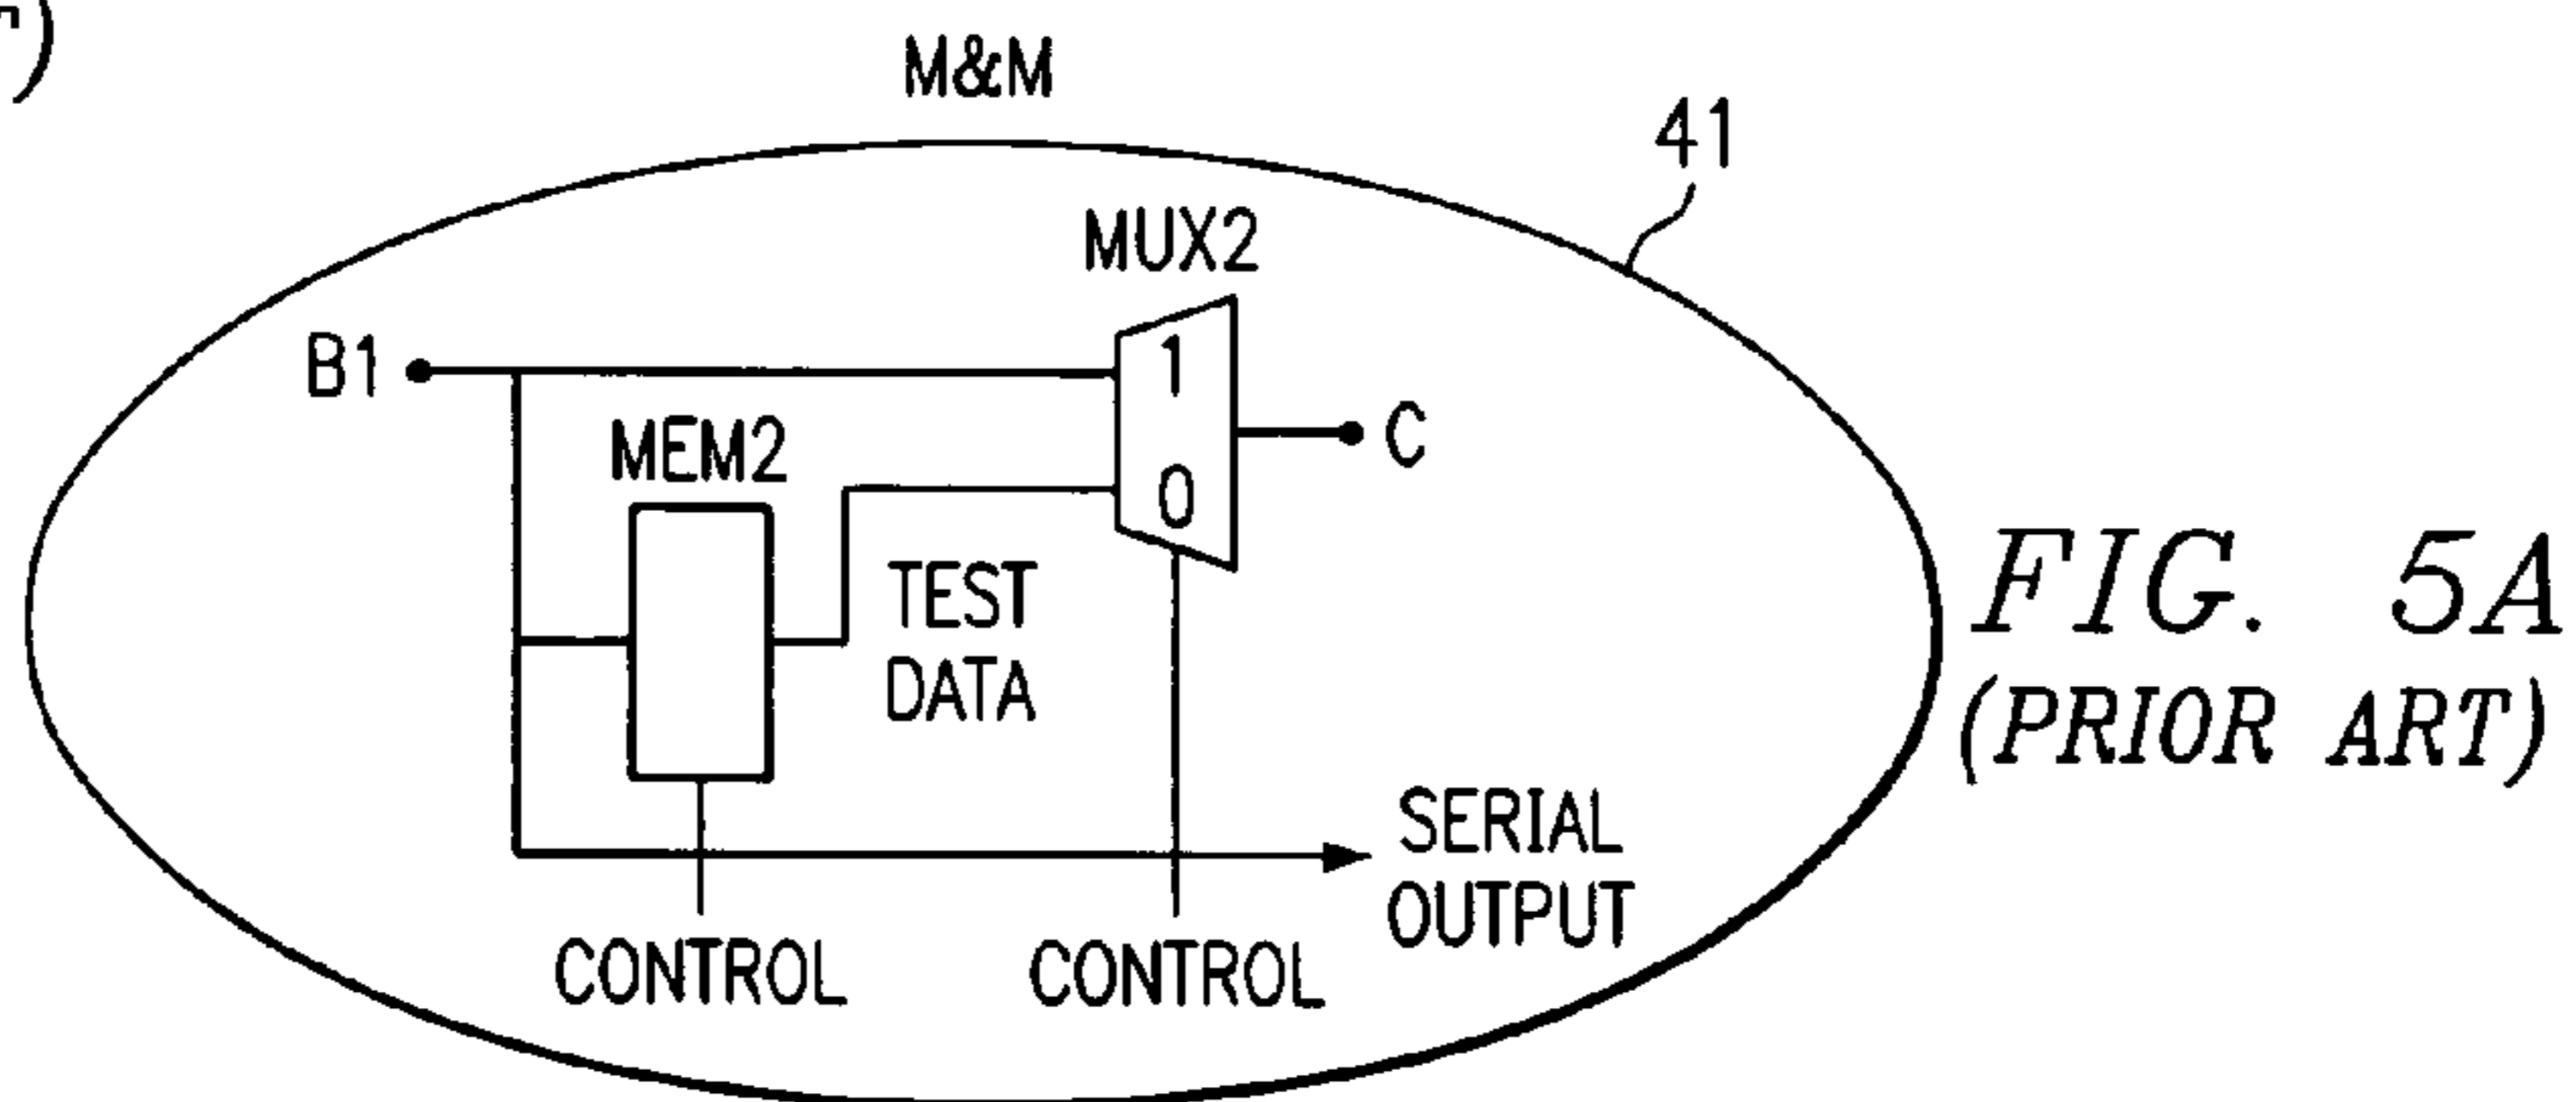 M&M
41
MUX2
B1
1
MEM2
C
0
TEST
DATA
FIG. 5A
(PRIOR ART)
SERIAL
OUTPUT
CONTROL
CONTROL